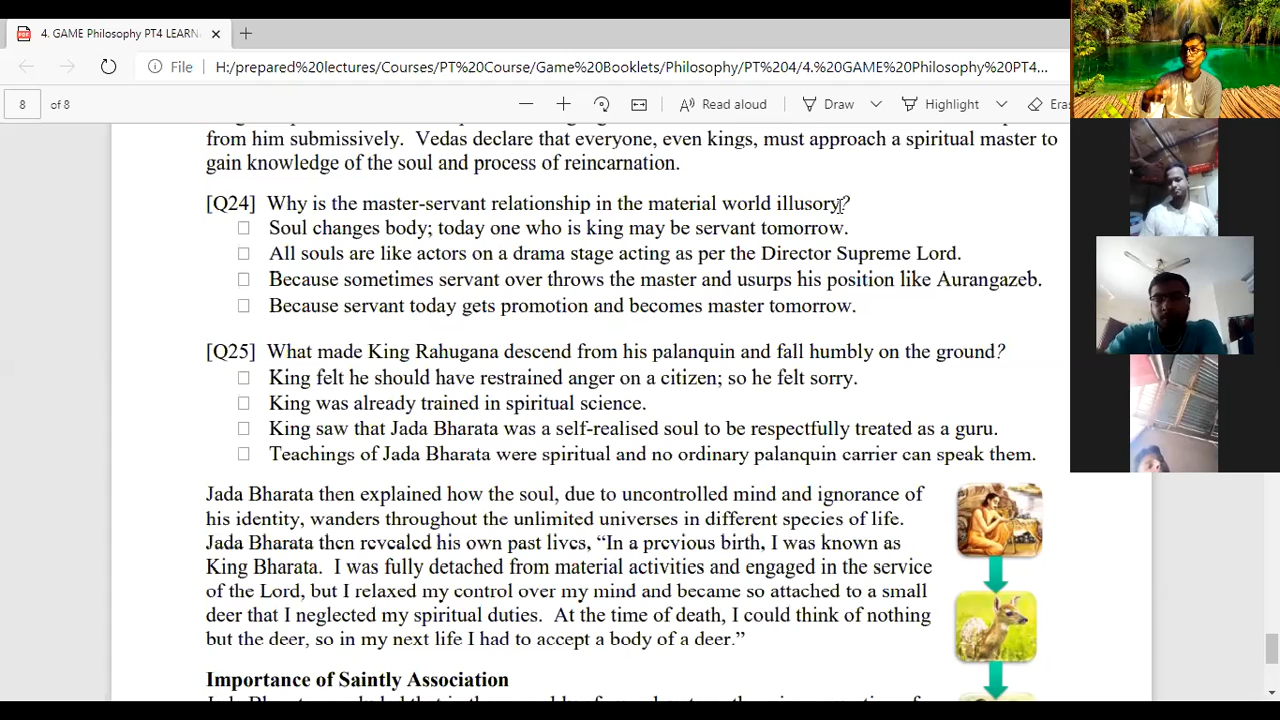 4. GAME Philosophy PT4 LEARN
File
H:/prepared%20lectures/Courses/PT%20Course/Game%20Booklets/Philosophy/PT%204/4.%20GAME%20Philosophy%20PT4...
8 of 8
Read aloud
Draw
Highlight
Eras
from him submissively. Vedas declare that everyone, even kings, must approach a spiritual master to
gain knowledge of the soul and process of reincarnation.
[Q24] Why is the master-servant relationship in the material world illusory?
Soul changes body; today one who is king may be servant tomorrow.
All souls are like actors on a drama stage acting as per the Director Supreme Lord.
Because sometimes servant over throws the master and usurps his position like Aurangazeb.
Because servant today gets promotion and becomes master tomorrow.
[Q25] What made King Rahugana descend from his palanquin and fall humbly on the ground?
King felt he should have restrained anger on a citizen; so he felt sorry.
King was already trained in spiritual science.
King saw that Jada Bharata was a self-realised soul to be respectfully treated as a guru.
Teachings of Jada Bharata were spiritual and no ordinary palanquin carrier can speak them.
Jada Bharata then explained how the soul, due to uncontrolled mind and ignorance of
his identity, wanders throughout the unlimited universes in different species of life.
Jada Bharata then revealed his own past lives, “In a previous birth, I was known as
King Bharata. I was fully detached from material activities and engaged in the service
of the Lord, but I relaxed my control over my mind and became so attached to a small
deer that I neglected my spiritual duties. At the time of death, I could think of nothing
but the deer, so in my next life I had to accept a body of a deer.”
Importance of Saintly Association